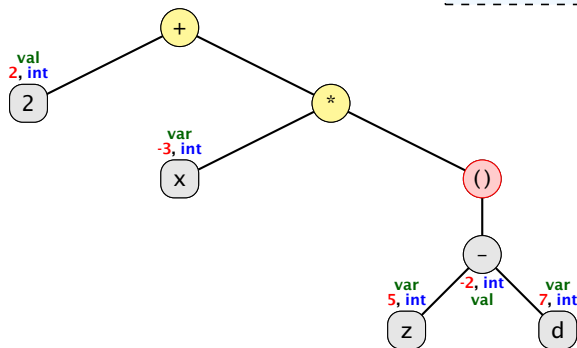 +
val
2, int
2
*
var
-3, int
x
()
-
-2, int
val
var
5, int
z
var
7, int
d